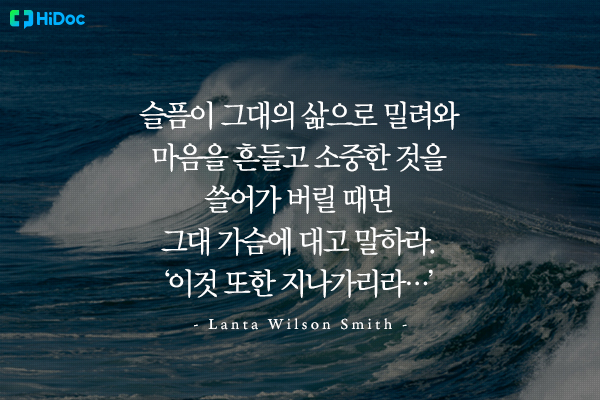 HiDoc
슬픔이 그대의 삶으로 밀려와
마음을 흔들고 소중한 것을
쓸어가 버릴 때면
그대 가슴에 대고 말하라.
‘이것 또한 지나가리라…’
- Lanta Wilson Smith -